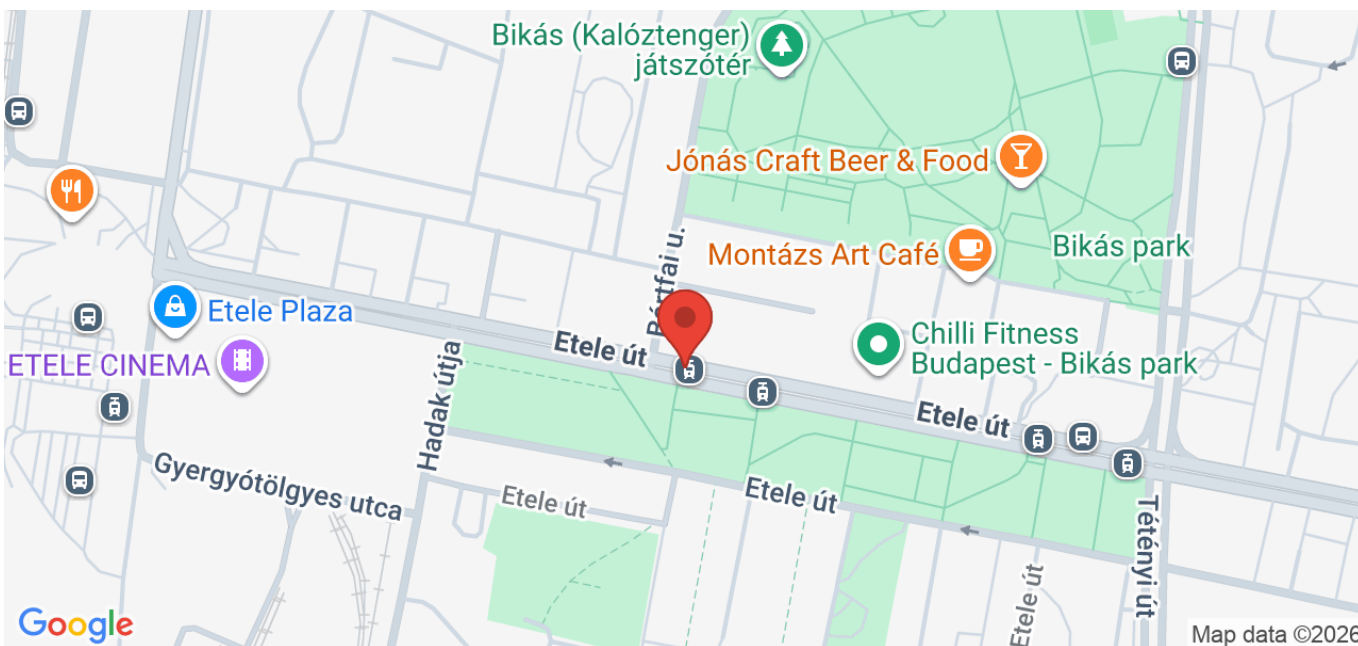 Bikás (Kalóztenger)
játszótér
Jónás Craft Beer & Food
Montázs Art Café
Bikás park
Bártfai u.
Etele Plaza
ETELE CINEMA
Etele út
Chilli Fitness
Budapest - Bikás park
Hadak útja
Etele út
Gyergyótölgyes utca
Etele út
Etele út
Tétényi út
Etele út
Google
Map data ©2026